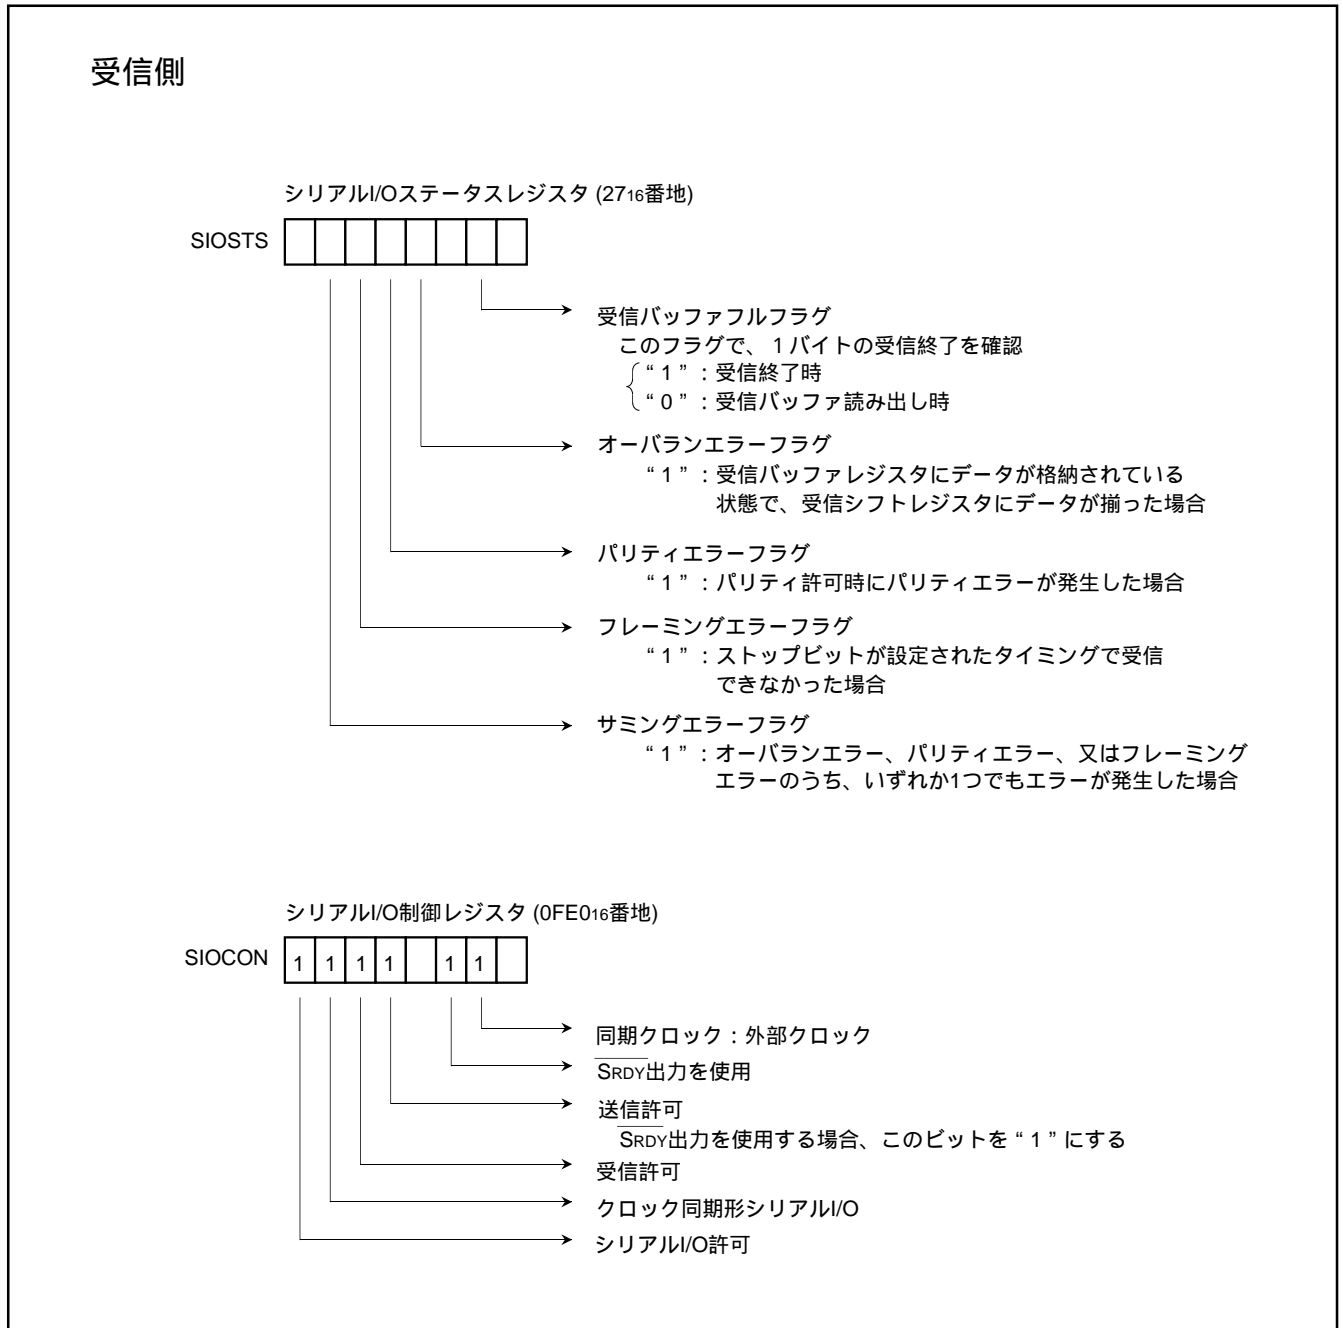 受信側
シリアルI/Oステータスレジスタ (2716番地)
SIOSTS
受信バッファフルフラグ
このフラグで、1バイトの受信終了を確認
“1”：受信終了時
“0”：受信バッファ読み出し時
オーバランエラーフラグ
“1”：受信バッファレジスタにデータが格納されている
状態で、受信シフトレジスタにデータが揃った場合
パリティエラーフラグ
“1”：パリティ許可時にパリティエラーが発生した場合
フレーミングエラーフラグ
“1”：ストップビットが設定されたタイミングで受信
できなかった場合
サミングエラーフラグ
“1”：オーバランエラー、パリティエラー、又はフレーミング
エラーのうち、いずれか1つでもエラーが発生した場合
シリアルI/O制御レジスタ (0FE016番地)
SIOCON 1 1 1 1 1 1
同期クロック：外部クロック
SRDY出力を使用
送信許可
SRDY出力を使用する場合、このビットを“1”にする
受信許可
クロック同期形シリアルI/O
シリアルI/O許可